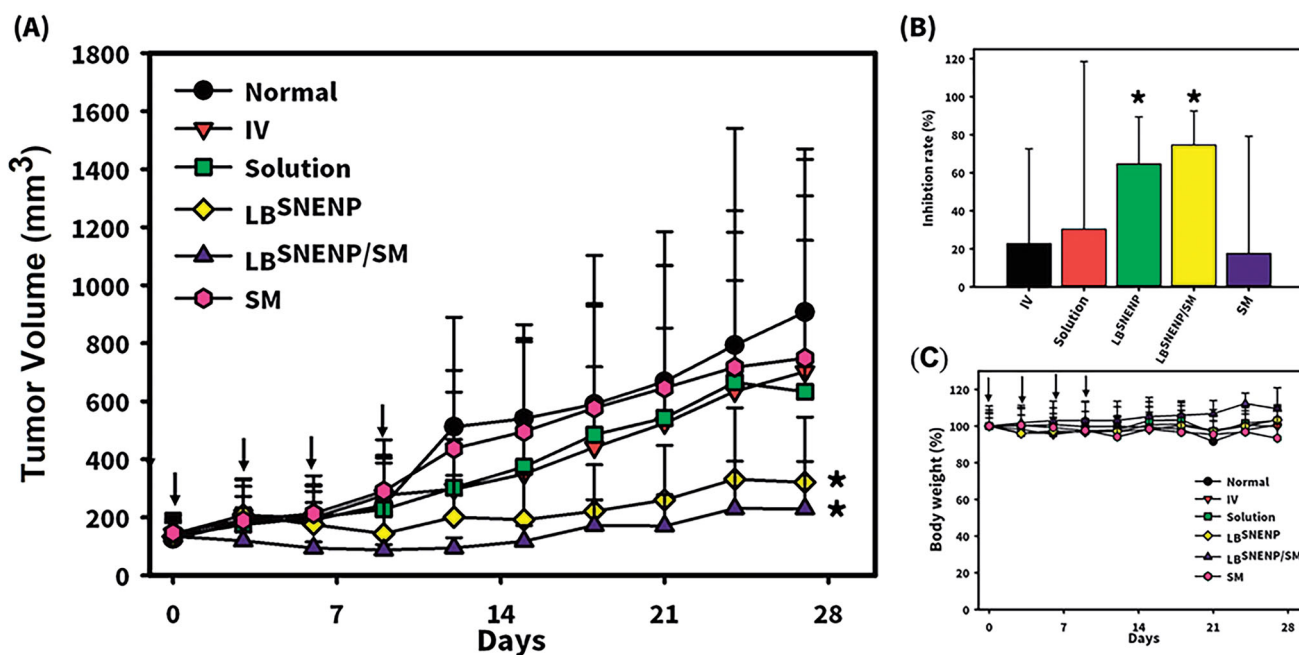 (A)
Tumor Volume (mm³)
1800
1600
1400
1200
1000
800
600
400
200
0
Normal
IV
Solution
LBSNENP
LBSNENP/SM
SM
*
*
0 7 14 21 28
Days
(B)
Inhibtion rate (%)
120
100
80
60
40
20
0
* *
IV Solution LBSNENP LBSNENP/SM SM
(C)
Body weight (%)
120
100
80
60
40
20
0
Normal
IV
Solution
LBSNENP
LBSNENP/SM
SM
0 7 14 21 28
Days